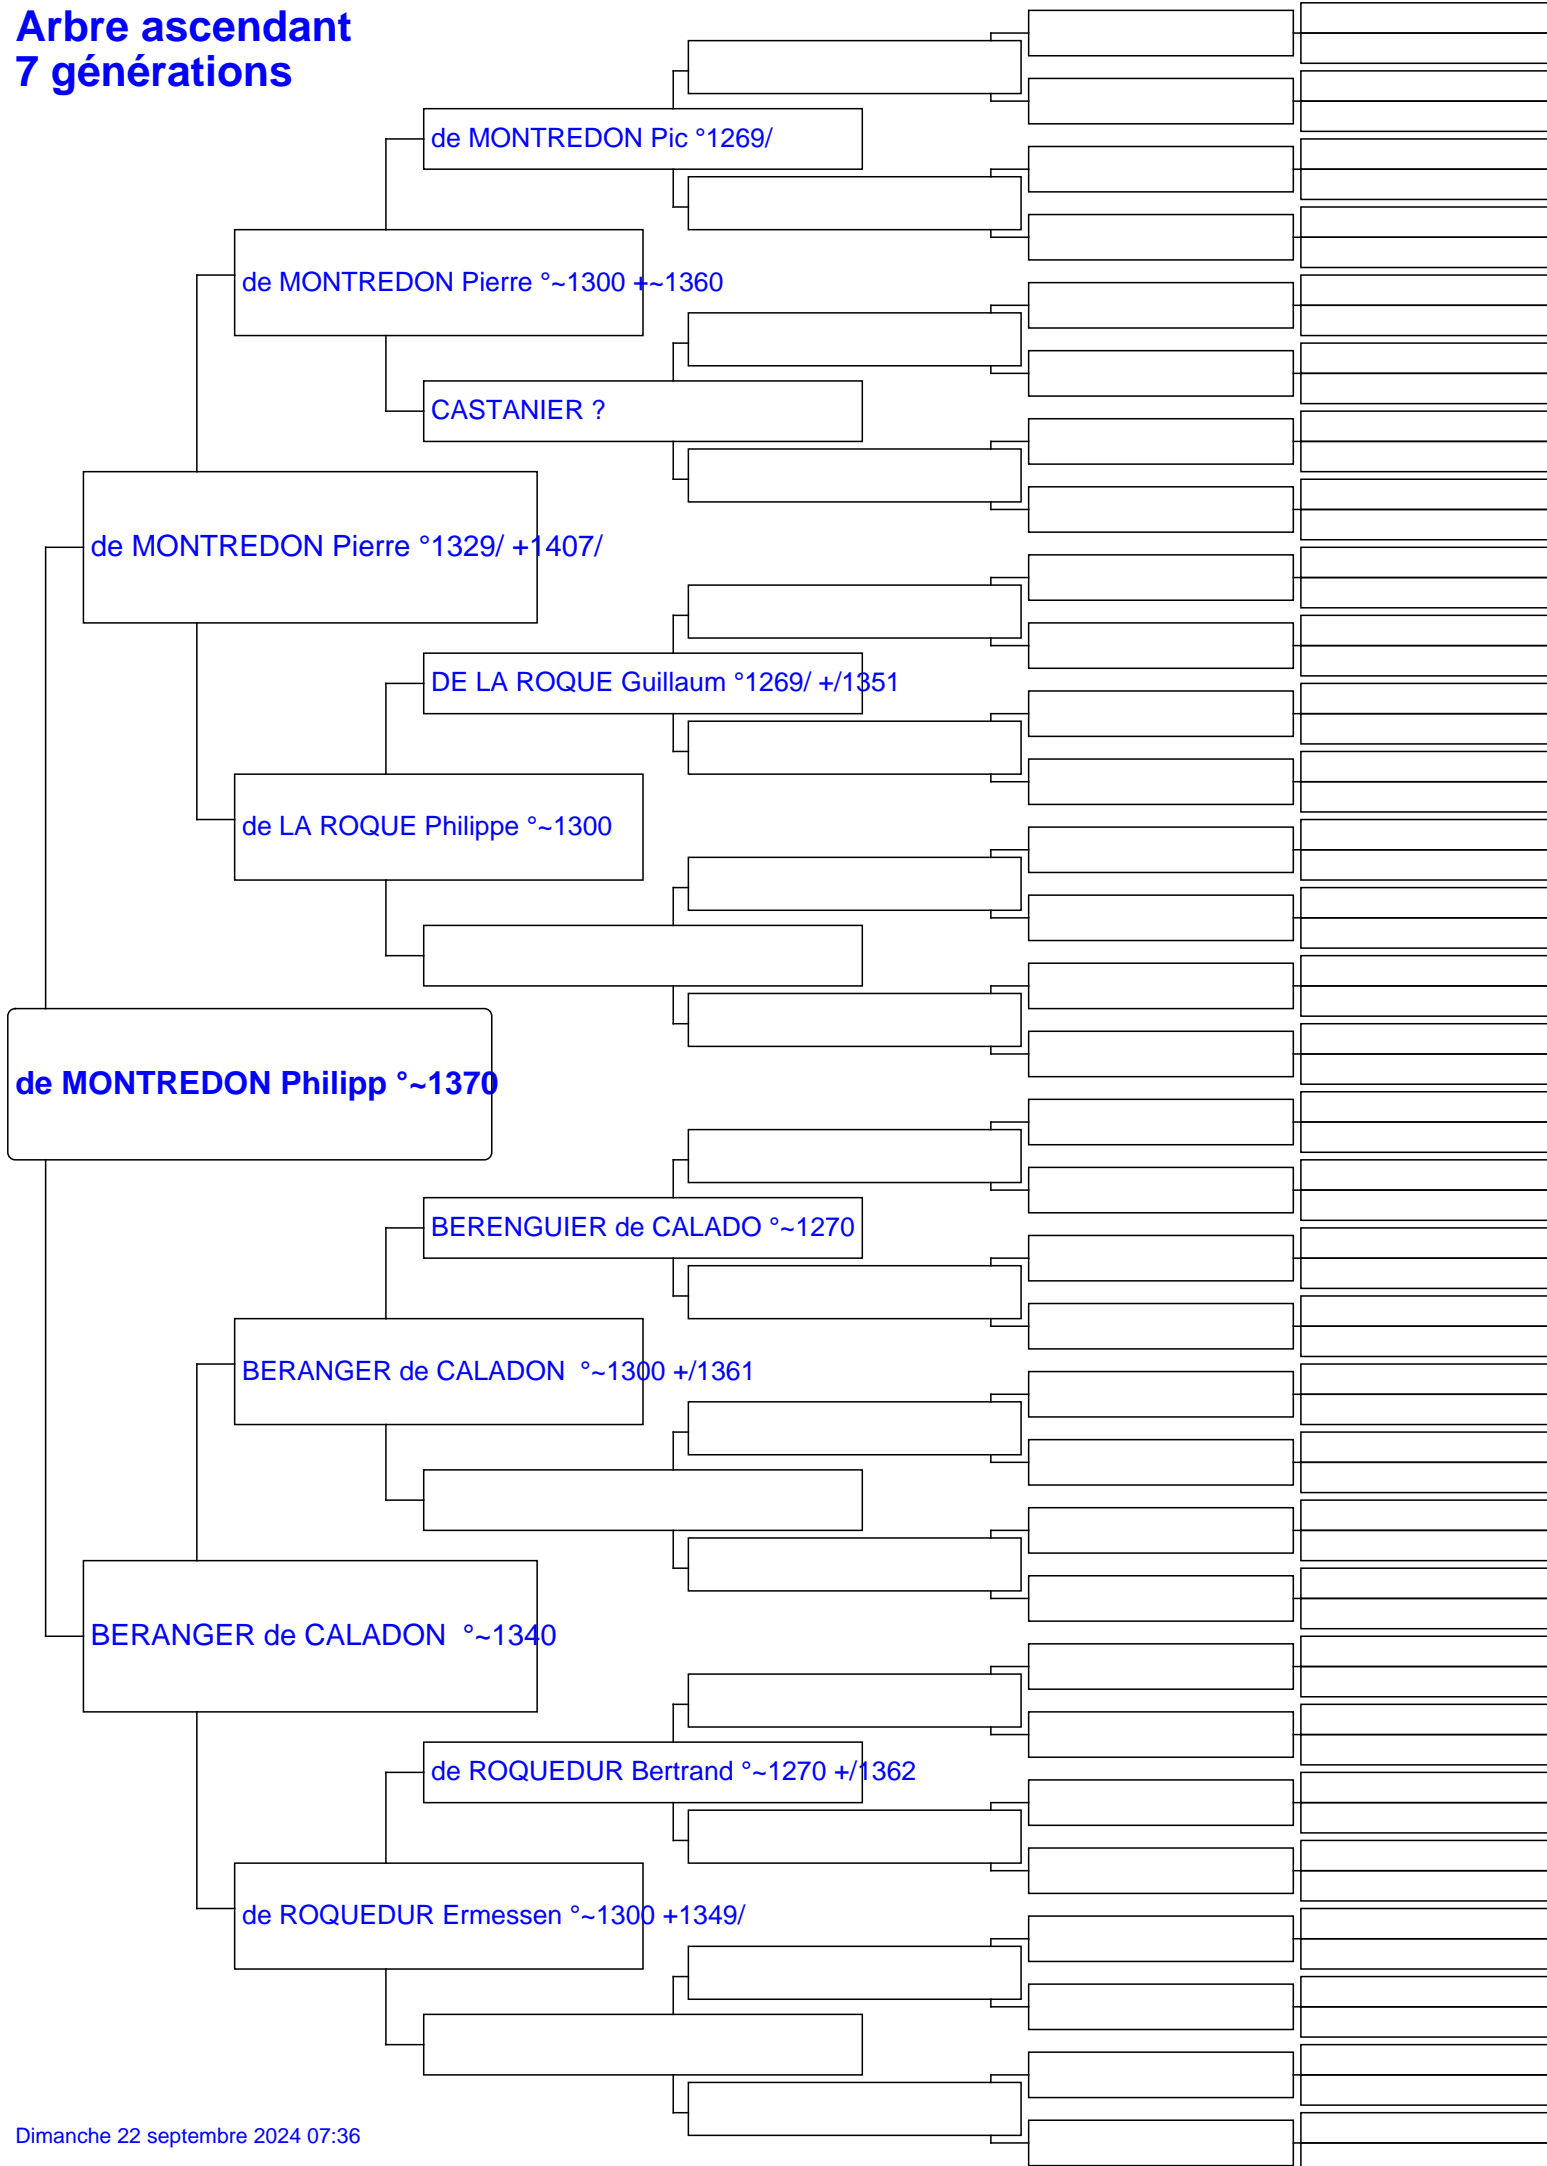 Arbre ascendant
7 générations
de MONTREDON Pic °1269/
de MONTREDON Pierre °~1300 +~1360
CASTANIER ?
de MONTREDON Pierre °1329/ +1407/
DE LA ROQUE Guillaum °1269/ +/1351
de LA ROQUE Philippe °~1300
de MONTREDON Philipp °~1370
BERENGUIER de CALADO °~1270
BERANGER de CALADON  °~1300 +/1361
BERANGER de CALADON  °~1340
de ROQUEDUR Bertrand °~1270 +/1362
de ROQUEDUR Ermessen °~1300 +1349/
Dimanche 22 septembre 2024 07:36